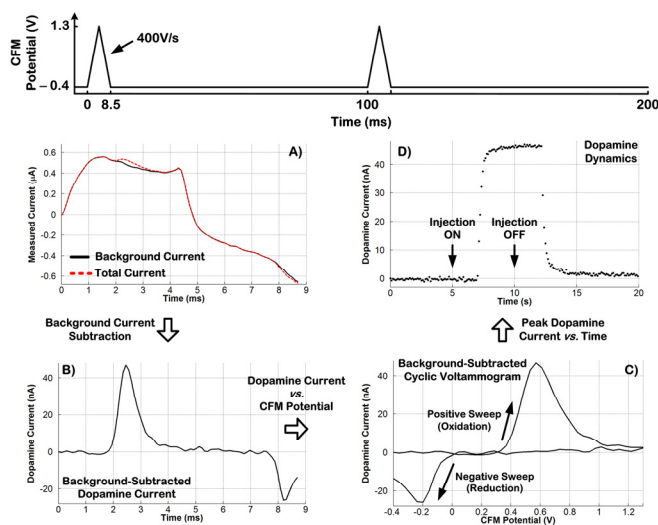 1.3
CFM
Potential (V)
400V/s
−0.4
0
8.5
100
200
Time (ms)
A)
0.6
0.4
0.2
0
-0.2
-0.4
-0.6
Measured Current (μA)
Background Current
Total Current
0 1 2 3 4 5 6 7 8 9
Time (ms)
D)
Dopamine
Dynamics
40
20
0
Dopamine Current (nA)
Injection
ON
Injection
OFF
0 5 10 15 20
Time (s)
Background Current
Subtraction
Peak Dopamine
Current vs. Time
B)
40
20
0
-20
Dopamine Current (nA)
Background-Subtracted
Dopamine Current
0 1 2 3 4 5 6 7 8 9
Time (ms)
Dopamine Current
vs.
CFM Potential
C)
Background-Subtracted
Cyclic Voltammogram
40
20
0
-20
Dopamine Current (nA)
Positive Sweep
(Oxidation)
Negative Sweep
(Reduction)
-0.4 -0.2 0 0.2 0.4 0.6 0.8 1.0 1.2
CFM Potential (V)